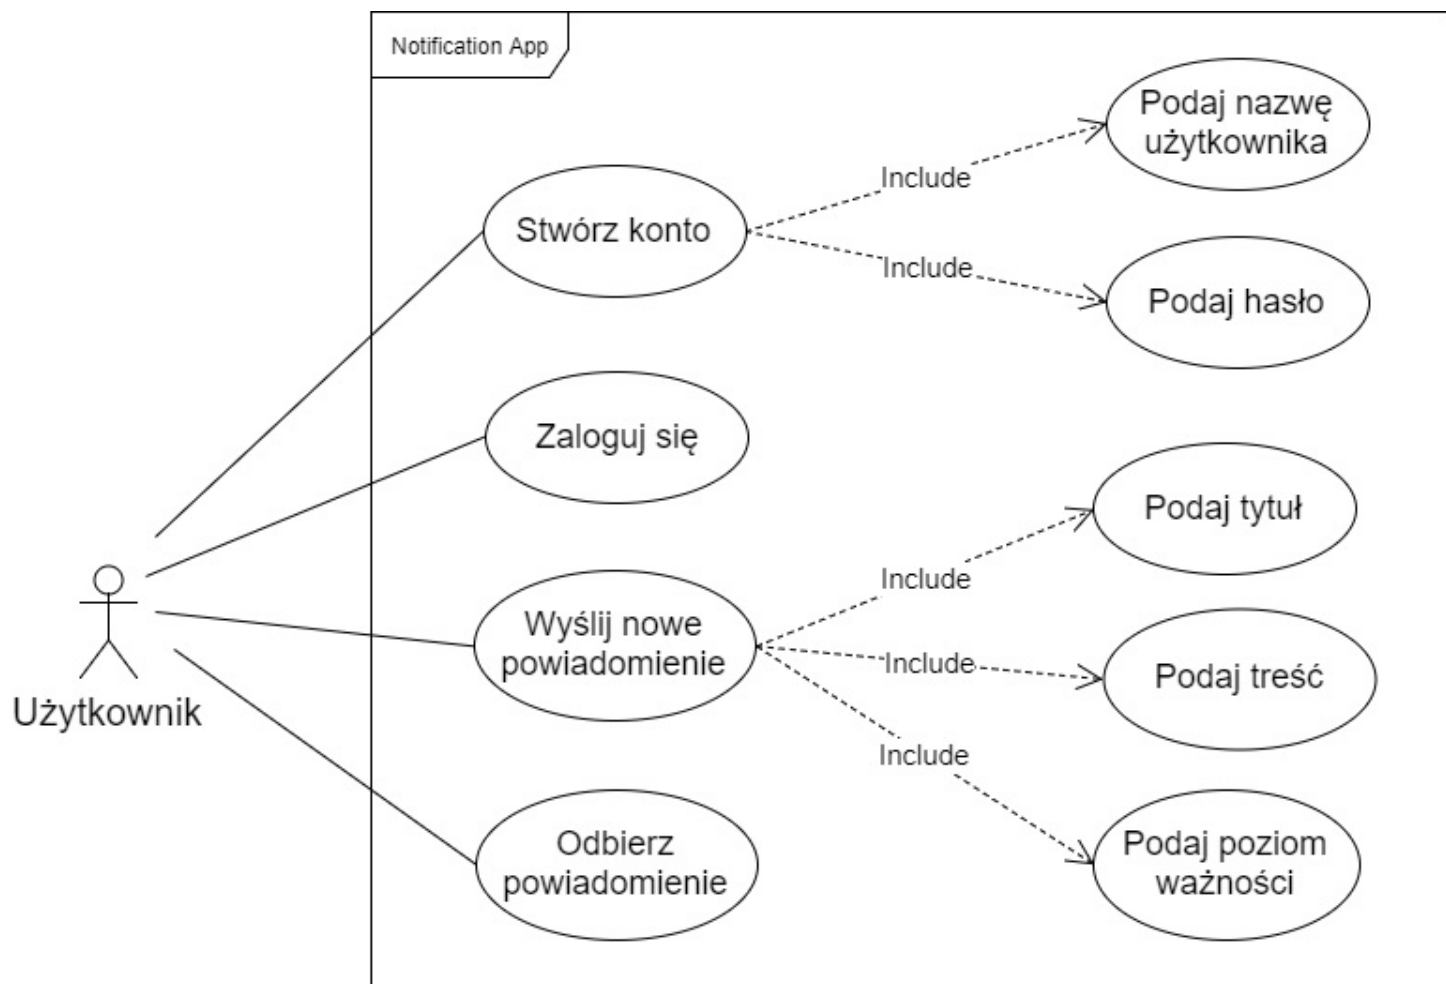 Notification App
Podaj nazwę
użytkownika
Include
Stwórz konto
Include
Podaj hasło
Zaloguj się
Podaj tytuł
Include
Wyślij nowe
powiadomienie
Include
Podaj treść
Użytkownik
Include
Odbierz
powiadomienie
Podaj poziom
ważności